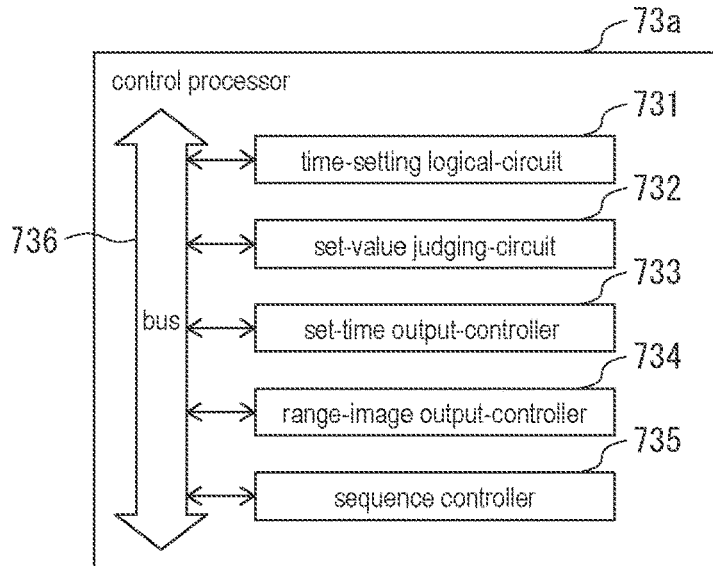 73a
control processor
731
time-setting logical-circuit
732
set-value judging-circuit
736
733
bus
set-time output-controller
734
range-image output-controller
735
sequence controller